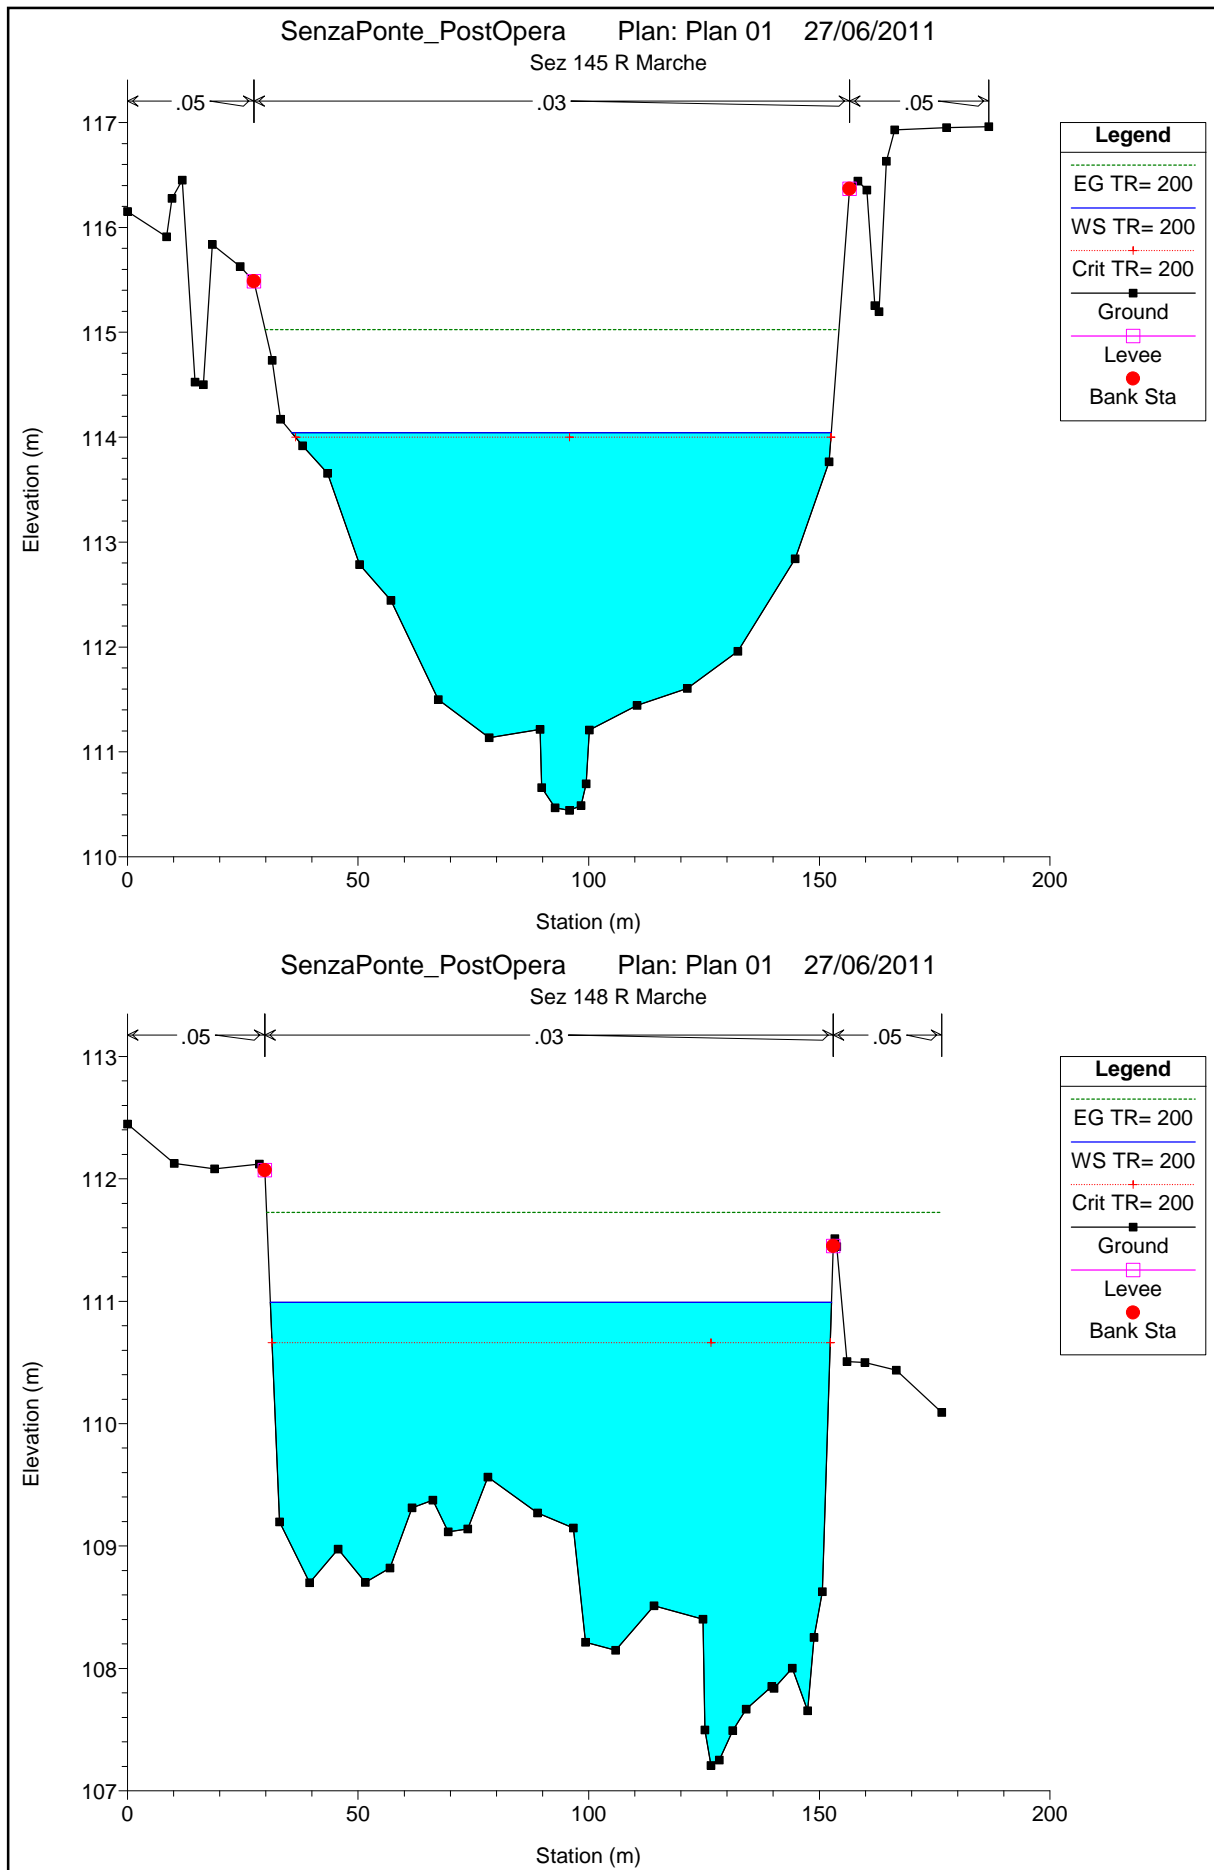 SenzaPonte_PostOpera Plan: Plan 01 27/06/2011
Sez 145 R Marche
.05 .03 .05
117
116
115
114
113
112
111
110
Elevation (m)
0 50 100 150 200
Station (m)
Legend
EG TR= 200
WS TR= 200
Crit TR= 200
Ground
Levee
Bank Sta
SenzaPonte_PostOpera Plan: Plan 01 27/06/2011
Sez 148 R Marche
.05 .03 .05
113
112
111
110
109
108
107
Elevation (m)
0 50 100 150 200
Station (m)
Legend
EG TR= 200
WS TR= 200
Crit TR= 200
Ground
Levee
Bank Sta